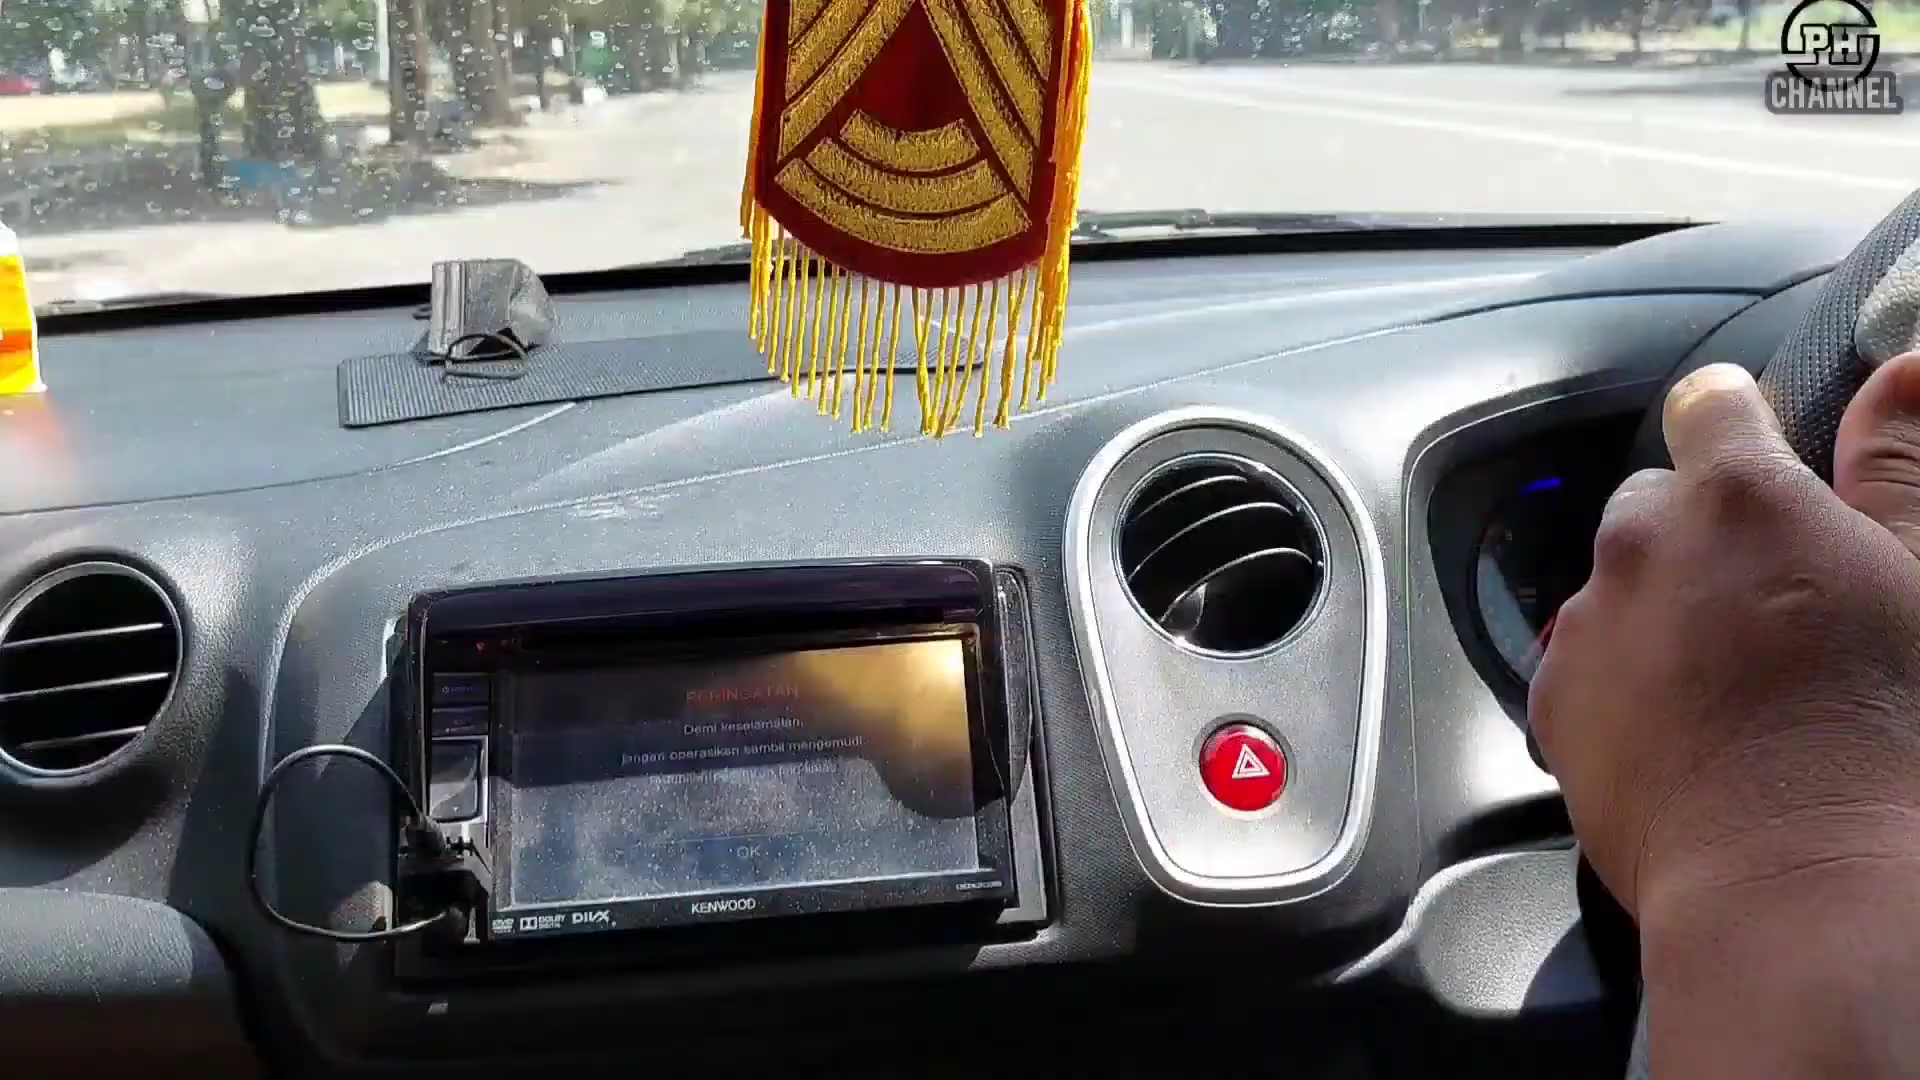 PH
CHANNEL
PERINGATAN
Demi keselamatan,
jangan operasikan sambil mengemudi.
OK
KENWOOD
DVD
DOLBY
DIGITAL
DIVX